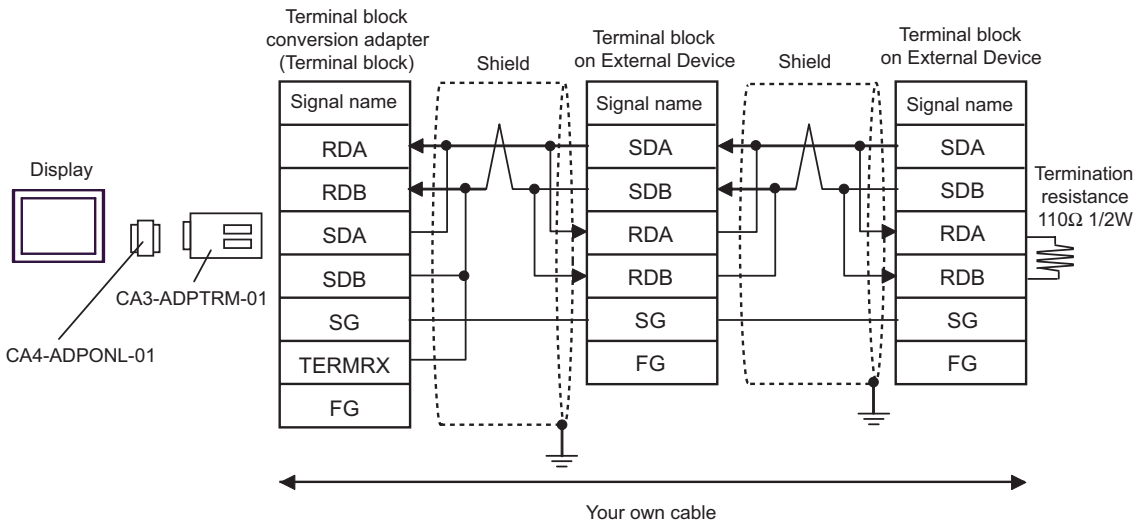 Terminal block
conversion adapter
(Terminal block)
Shield
Terminal block
on External Device
Shield
Terminal block
on External Device
Display
CA3-ADPTRM-01
CA4-ADPONL-01
Signal name
RDA
RDB
SDA
SDB
SG
TERMRX
FG
Signal name
SDA
SDB
RDA
RDB
SG
FG
Signal name
SDA
SDB
RDA
RDB
SG
FG
Termination
resistance
110Ω 1/2W
Your own cable